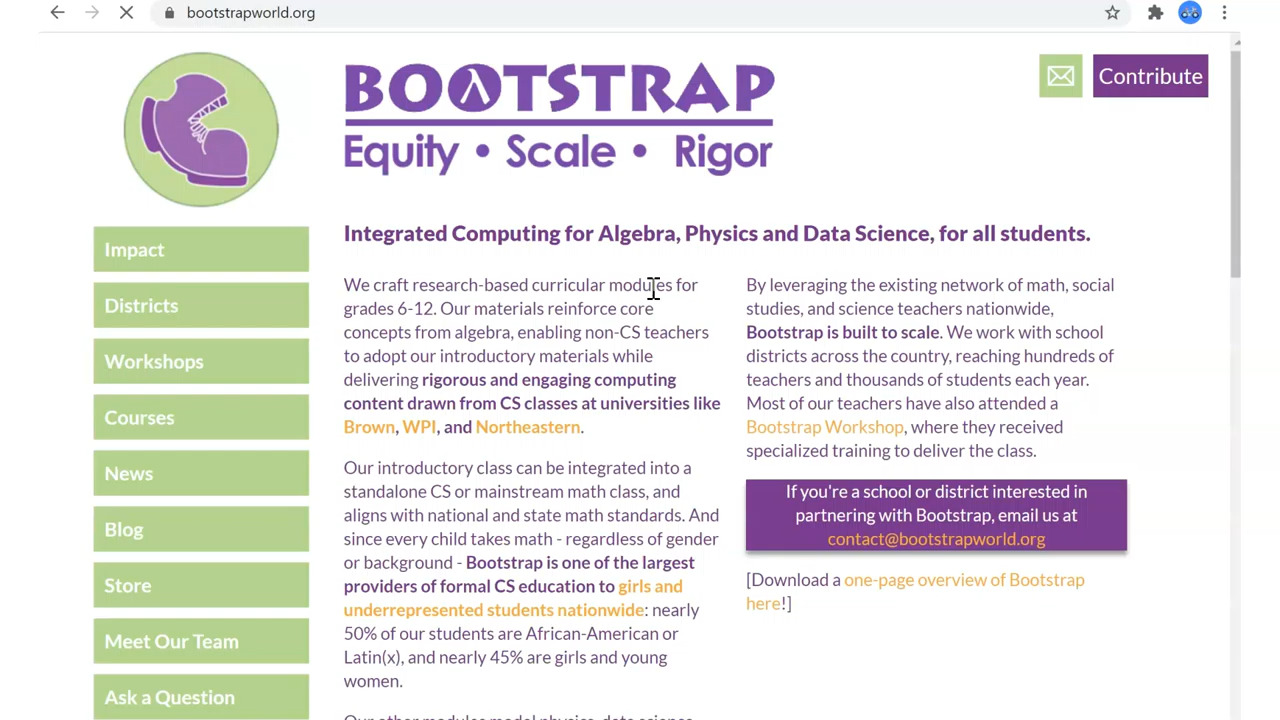 bootstrapworld.org
BOOTSTRAP
Equity • Scale • Rigor
Contribute
Integrated Computing for Algebra, Physics and Data Science, for all students.
Impact
Districts
Workshops
Courses
News
Blog
Store
Meet Our Team
Ask a Question
We craft research-based curricular modules for
grades 6-12. Our materials reinforce core
concepts from algebra, enabling non-CS teachers
to adopt our introductory materials while
delivering rigorous and engaging computing
content drawn from CS classes at universities like
Brown, WPI, and Northeastern.
Our introductory class can be integrated into a
standalone CS or mainstream math class, and
aligns with national and state math standards. And
since every child takes math - regardless of gender
or background - Bootstrap is one of the largest
providers of formal CS education to girls and
underrepresented students nationwide: nearly
50% of our students are African-American or
Latin(x), and nearly 45% are girls and young
women.
Our other modules model physics, data science
By leveraging the existing network of math, social
studies, and science teachers nationwide,
Bootstrap is built to scale. We work with school
districts across the country, reaching hundreds of
teachers and thousands of students each year.
Most of our teachers have also attended a
Bootstrap Workshop, where they received
specialized training to deliver the class.
If you're a school or district interested in
partnering with Bootstrap, email us at
contact@bootstrapworld.org
[Download a one-page overview of Bootstrap
here!]